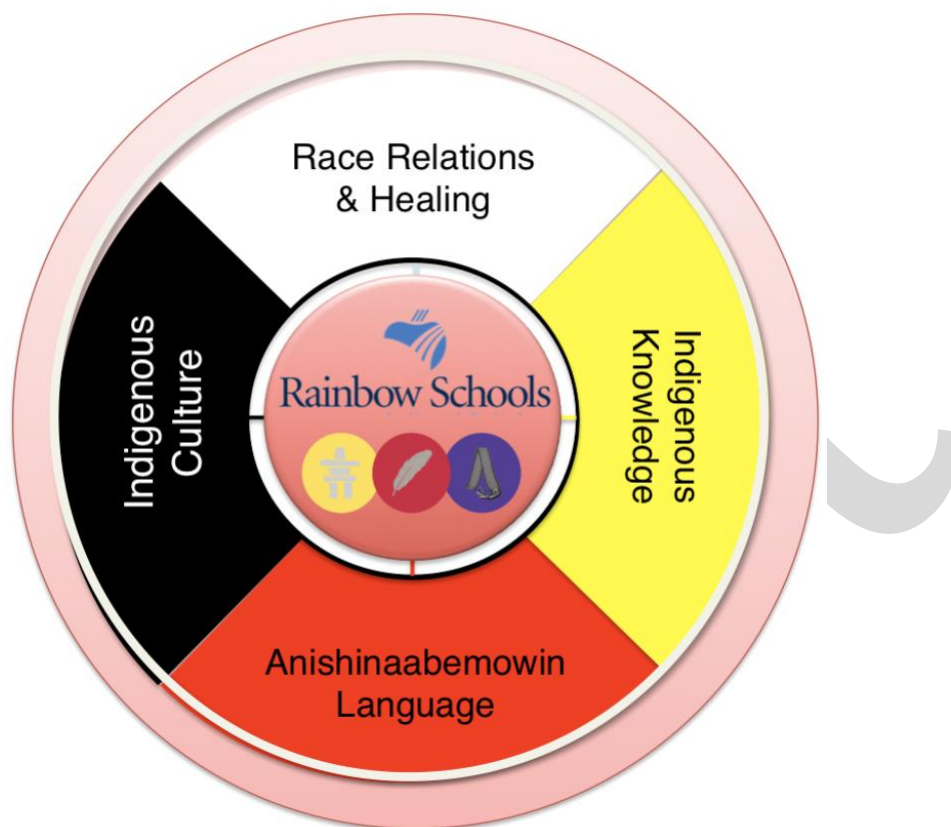 Race Relations
& Healing
Indigenous
Knowledge
Anishinaabemowin
Language
Indigenous
Culture
Rainbow Schools